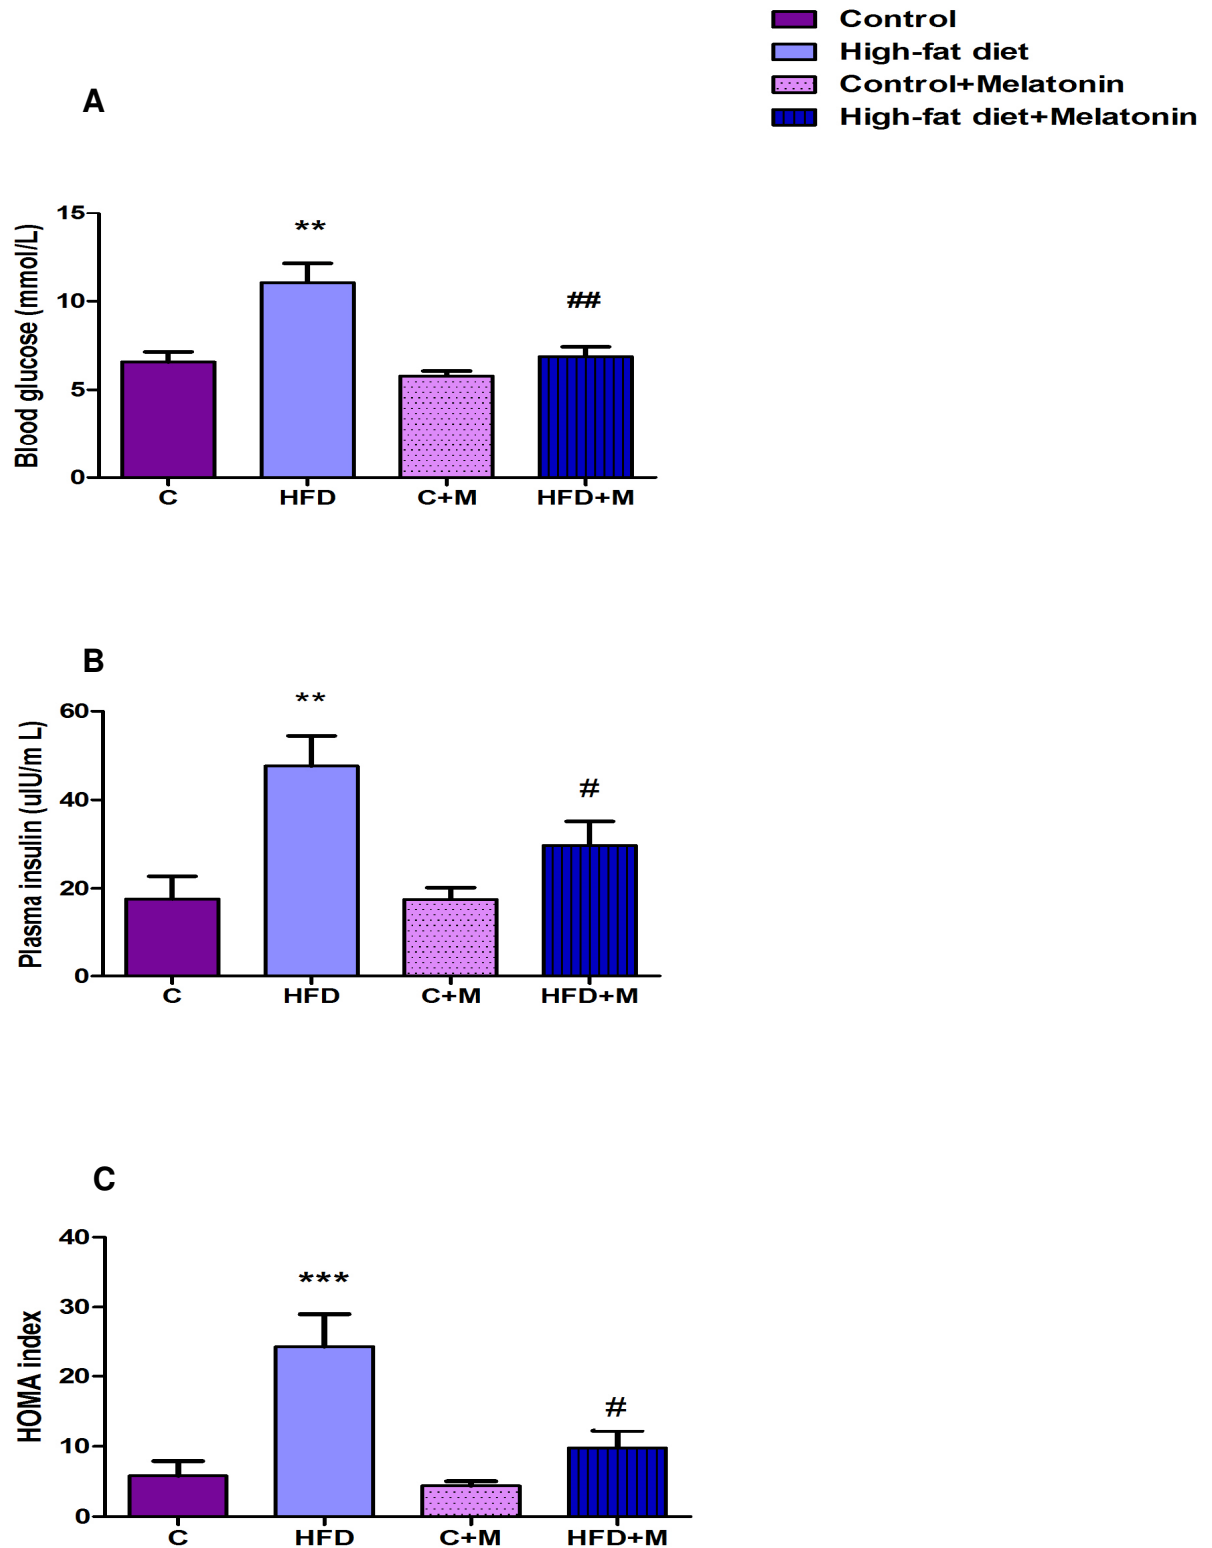 Control
High-fat diet
Control+Melatonin
High-fat diet+Melatonin
A
Blood glucose (mmol/L)
15
10
5
0
**
##
C HFD C+M HFD+M
B
Plasma insulin (uIU/m L)
60
40
20
0
**
#
C HFD C+M HFD+M
C
HOMA index
40
30
20
10
0
***
#
C HFD C+M HFD+M